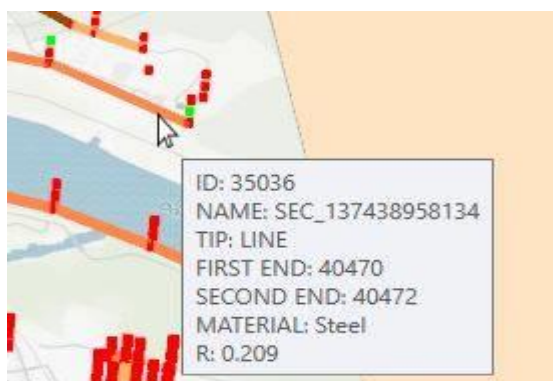 ID: 35036
NAME: SEC_137438958134
TIP: LINE
FIRST END: 40470
SECOND END: 40472
MATERIAL: Steel
R: 0.209